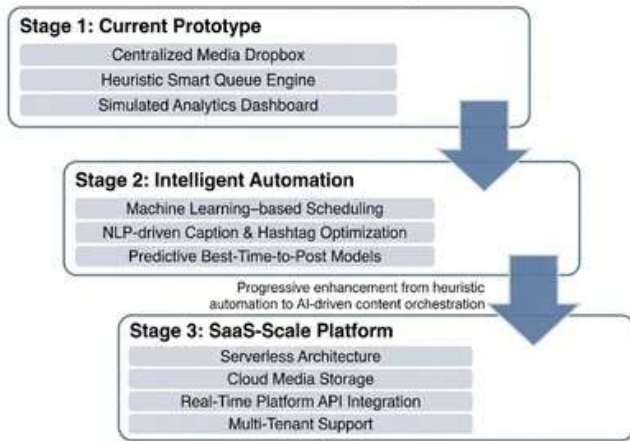 Stage 1: Current Prototype
Centralized Media Dropbox
Heuristic Smart Queue Engine
Simulated Analytics Dashboard
Stage 2: Intelligent Automation
Machine Learning–based Scheduling
NLP-driven Caption & Hashtag Optimization
Predictive Best-Time-to-Post Models
Progressive enhancement from heuristic
automation to AI-driven content orchestration
Stage 3: SaaS-Scale Platform
Serverless Architecture
Cloud Media Storage
Real-Time Platform API Integration
Multi-Tenant Support